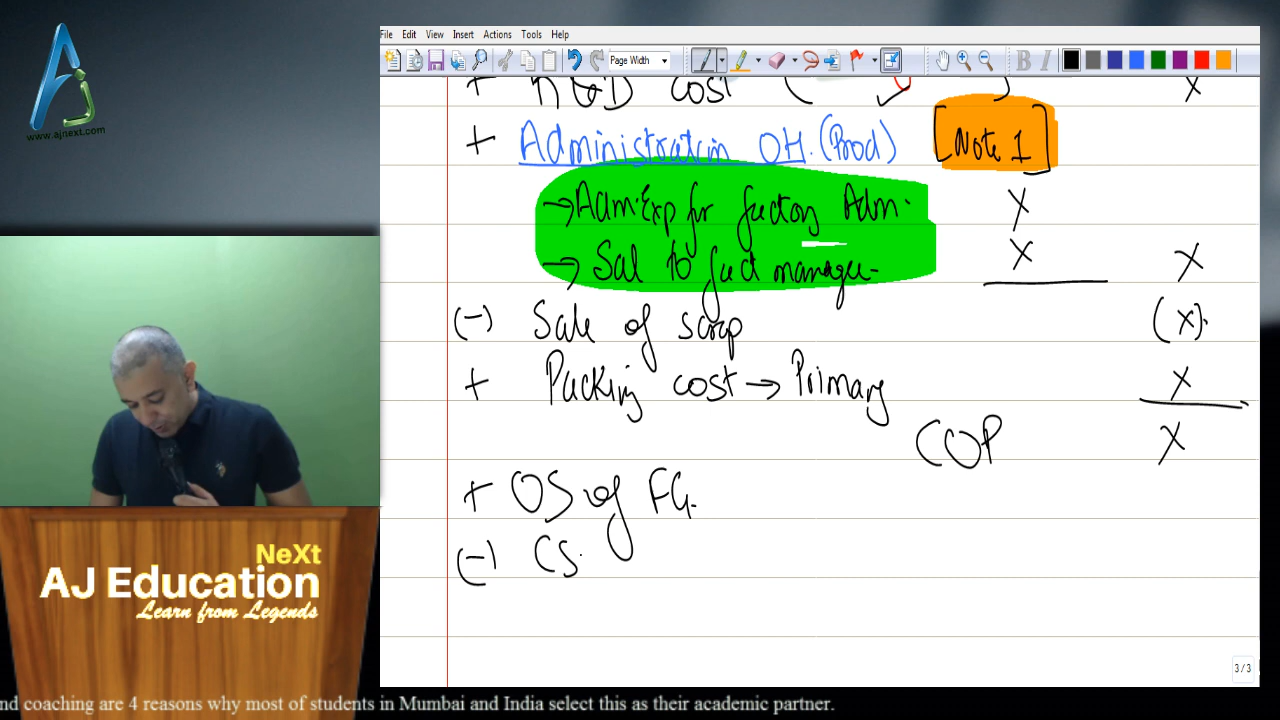 www.ajnext.com
File Edit View Insert Actions Tools Help
Page Width
B I
+ R&D cost ( ) X
+ Administration OH. (Prod) [Note 1]
→ Adm. Exp for factory Adm. X
→ Sal to fact manager X X
(-) Sale of scrap (X).
+ Packing cost → Primary X
COP X
+ OS of FG.
(-) CS.
3/3
NeXt
AJ Education
Learn from Legends
nd coaching are 4 reasons why most of students in Mumbai and India select this as their academic partner.